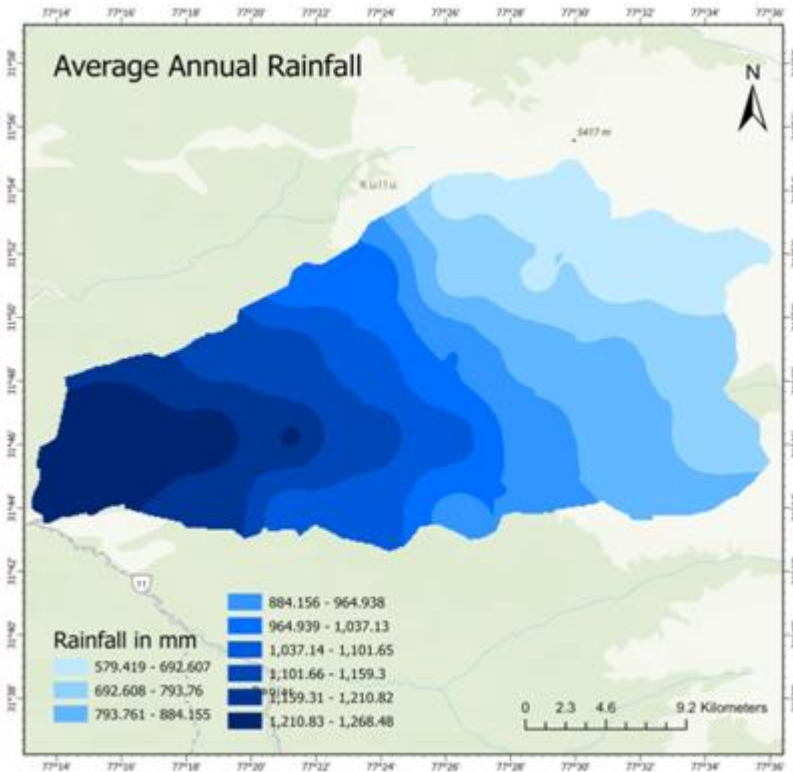 77°14' 77°16' 77°18' 77°20' 77°22' 77°24' 77°26' 77°28' 77°30' 77°32' 77°34' 77°36'
Average Annual Rainfall
N
5417 m
Kullu
31°58'
31°56'
31°54'
31°52'
31°50'
31°48'
31°46'
31°44'
31°42'
31°40'
31°38'
11
Rainfall in mm
579.419 - 692.607
692.608 - 793.76
793.761 - 884.155
884.156 - 964.938
964.939 - 1,037.13
1,037.14 - 1,101.65
1,101.66 - 1,159.3
1,159.31 - 1,210.82
1,210.83 - 1,268.48
0 2.3 4.6 9.2 Kilometers
77°14' 77°16' 77°18' 77°20' 77°22' 77°24' 77°26' 77°28' 77°30' 77°32' 77°34' 77°36'